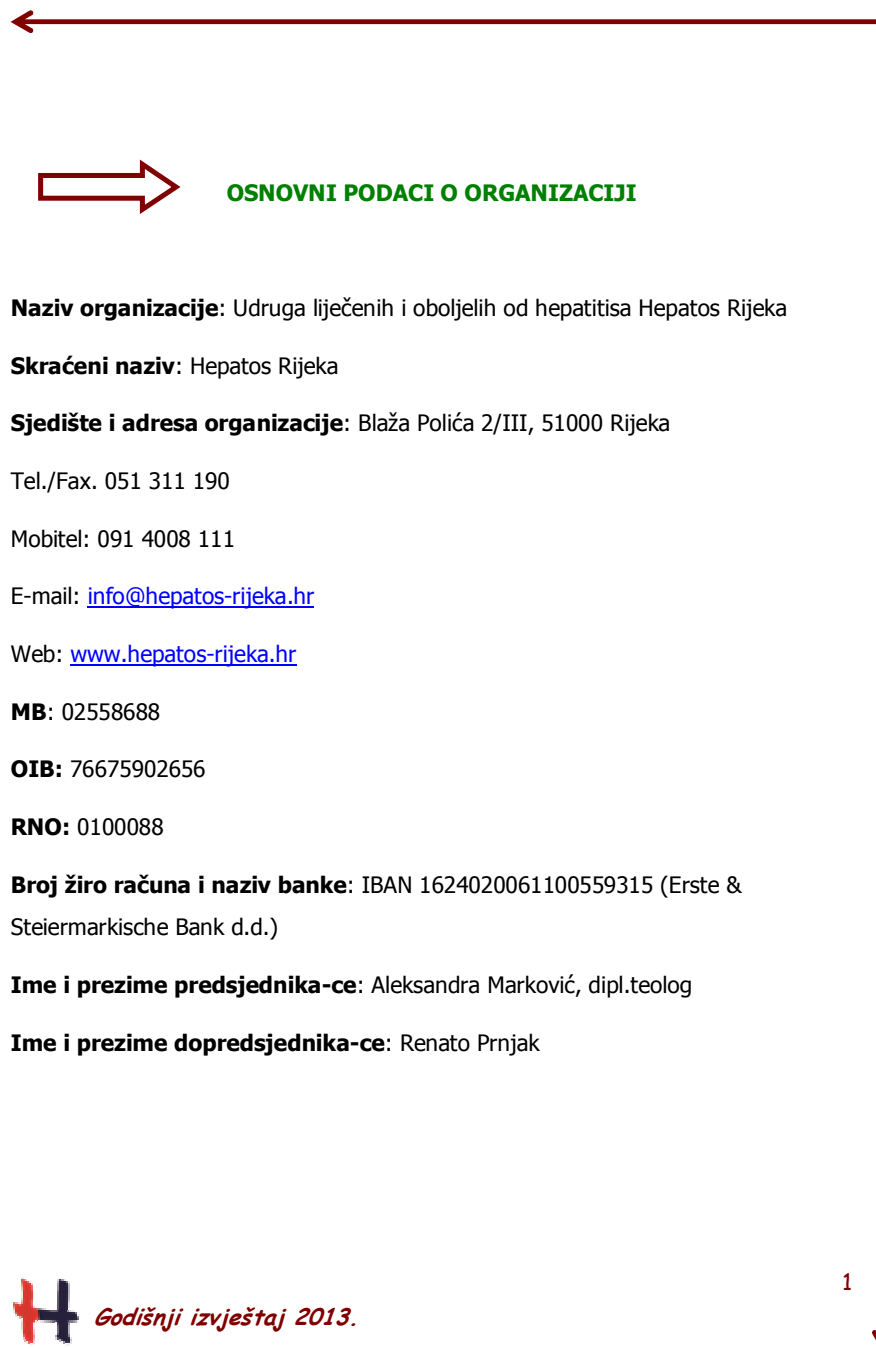 OSNOVNI PODACI O ORGANIZACIJI
Naziv organizacije: Udruga liječenih i oboljelih od hepatitisa Hepatos Rijeka
Skraćeni naziv: Hepatos Rijeka
Sjedište i adresa organizacije: Blaža Polića 2/III, 51000 Rijeka
Tel./Fax. 051 311 190
Mobitel: 091 4008 111
E-mail: info@hepatos-rijeka.hr
Web: www.hepatos-rijeka.hr
MB: 02558688
OIB: 76675902656
RNO: 0100088
Broj žiro računa i naziv banke: IBAN 1624020061100559315 (Erste &
Steiermarkische Bank d.d.)
Ime i prezime predsjednika-ce: Aleksandra Marković, dipl.teolog
Ime i prezime dopredsjednika-ce: Renato Prnjak
1
Godišnji izvještaj 2013.